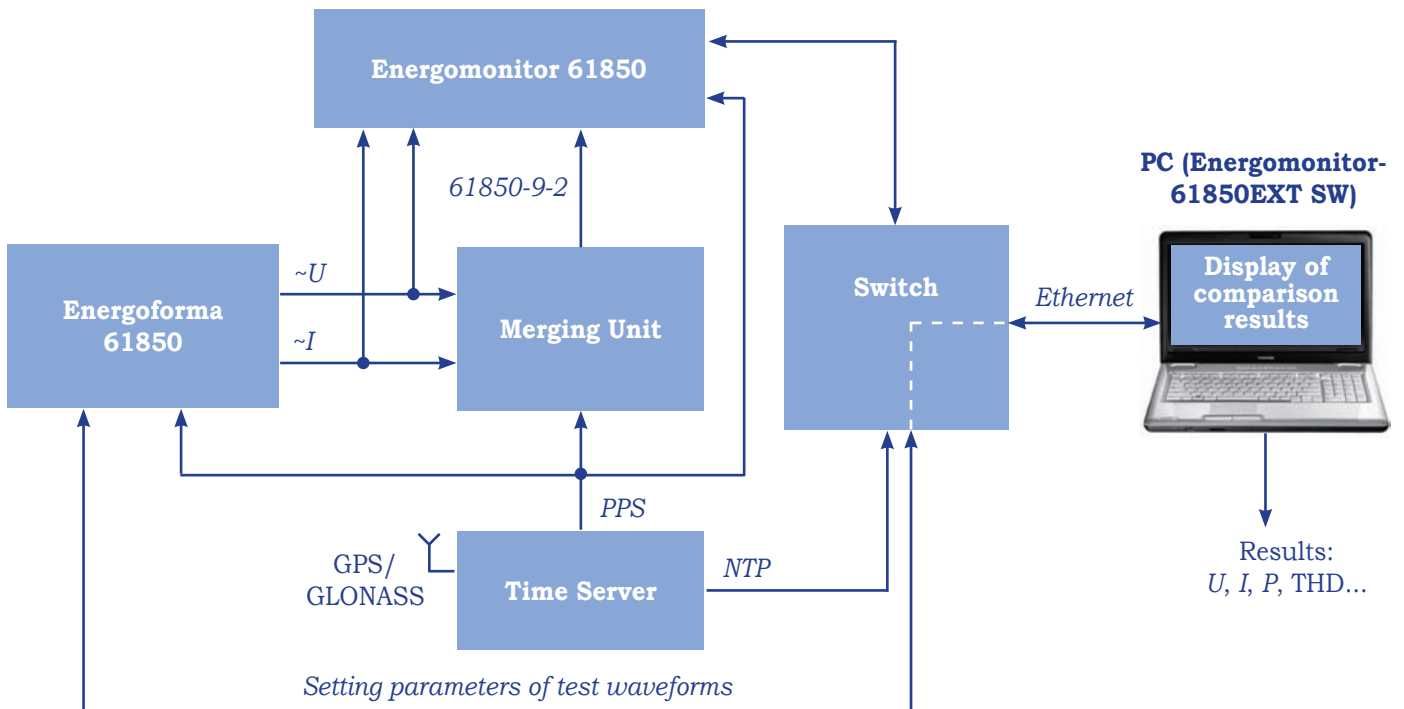 Energomonitor 61850
PC (Energomonitor-
61850EXT SW)
61850-9-2
~U
~I
Energoforma
61850
Merging Unit
Switch
Ethernet
Display of
comparison
results
PPS
GPS/
GLONASS
Time Server
NTP
Results:
U, I, P, THD...
Setting parameters of test waveforms